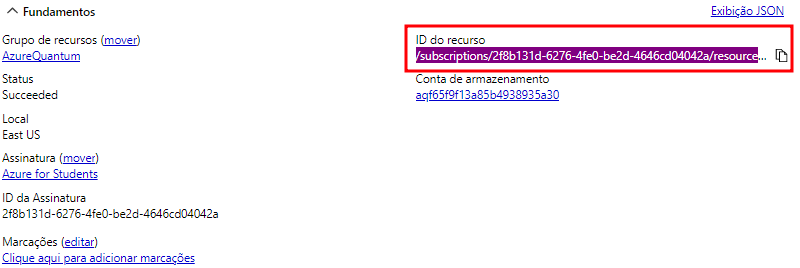 Fundamentos
Exibição JSON
Grupo de recursos (mover)
AzureQuantum
Status
Succeeded
Local
East US
Assinatura (mover)
Azure for Students
ID da Assinatura
2f8b131d-6276-4fe0-be2d-4646cd04042a
Marcações (editar)
Clique aqui para adicionar marcações
ID do recurso
/subscriptions/2f8b131d-6276-4fe0-be2d-4646cd04042a/resource...
Conta de armazenamento
aqf65f9f13a85b4938935a30